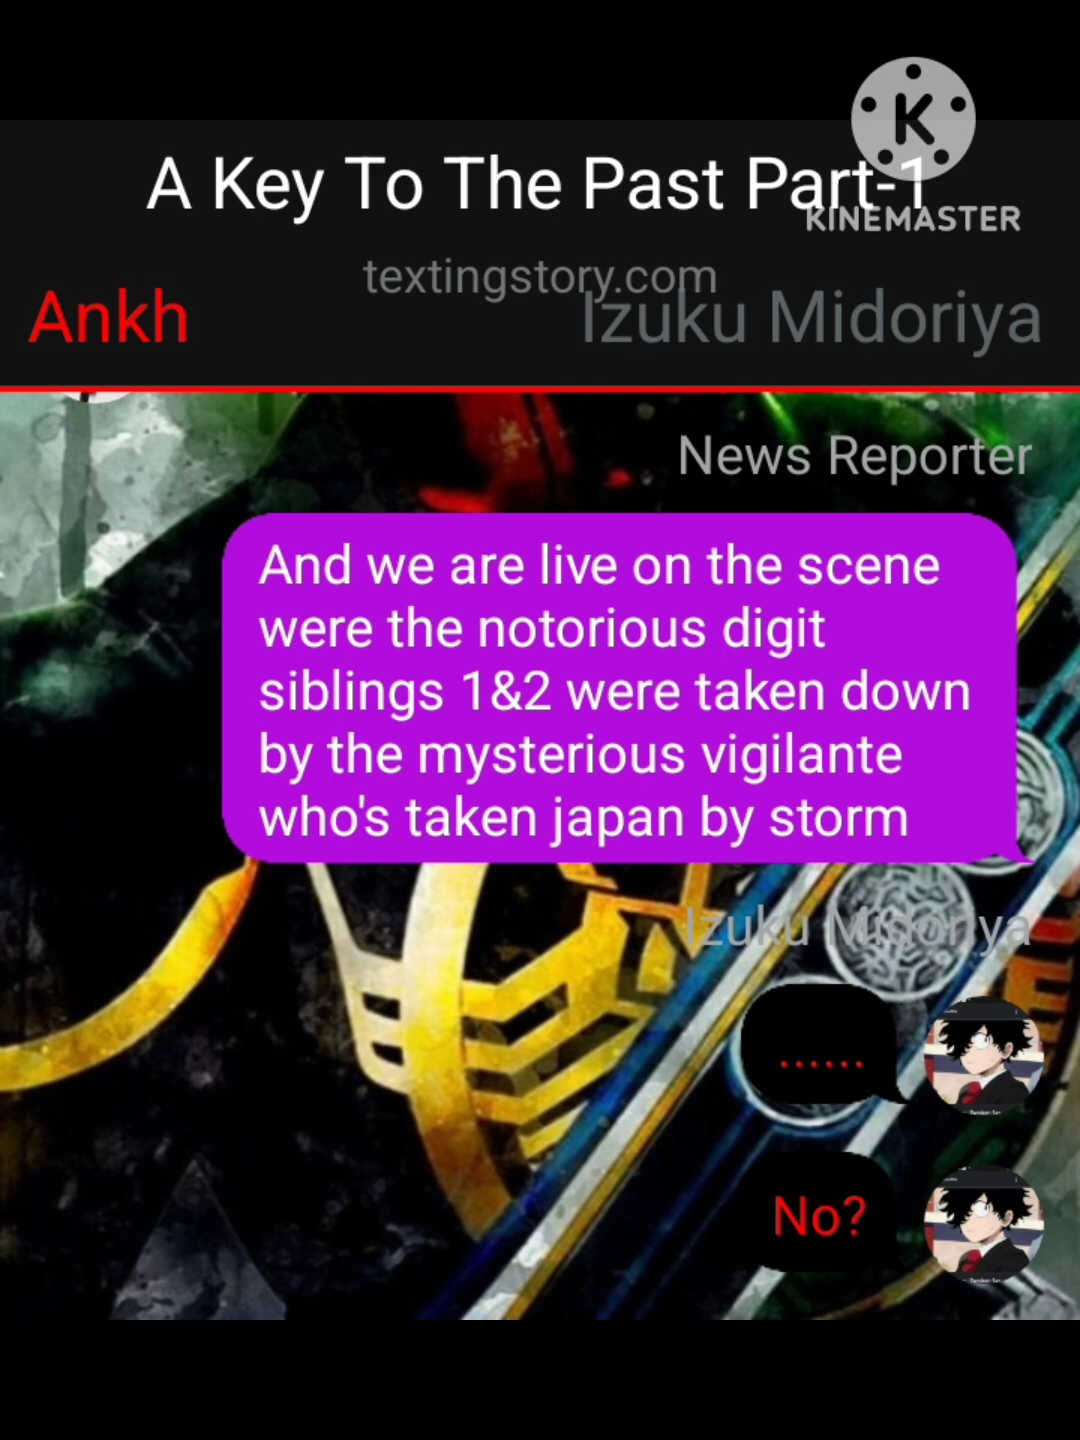 A Key To The Past Part-1
KINEMASTER
textingstory.com
Ankh
Izuku Midoriya
News Reporter
And we are live on the scene
were the notorious digit
siblings 1&2 were taken down
by the mysterious vigilante
who's taken japan by storm
Izuku Midoriya
......
No?